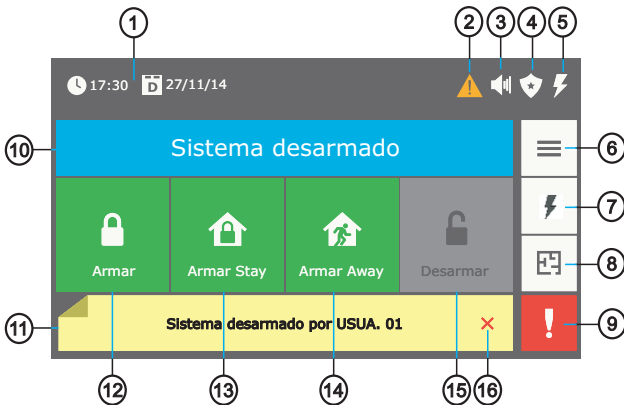 1 2 3 4 5
17:30 D 27/11/14
10 Sistema desarmado 6
7
Armar Armar Stay Armar Away Desarmar 8
11 Sistema desarmado por USUA. 01 × 9
12 13 14 15 16